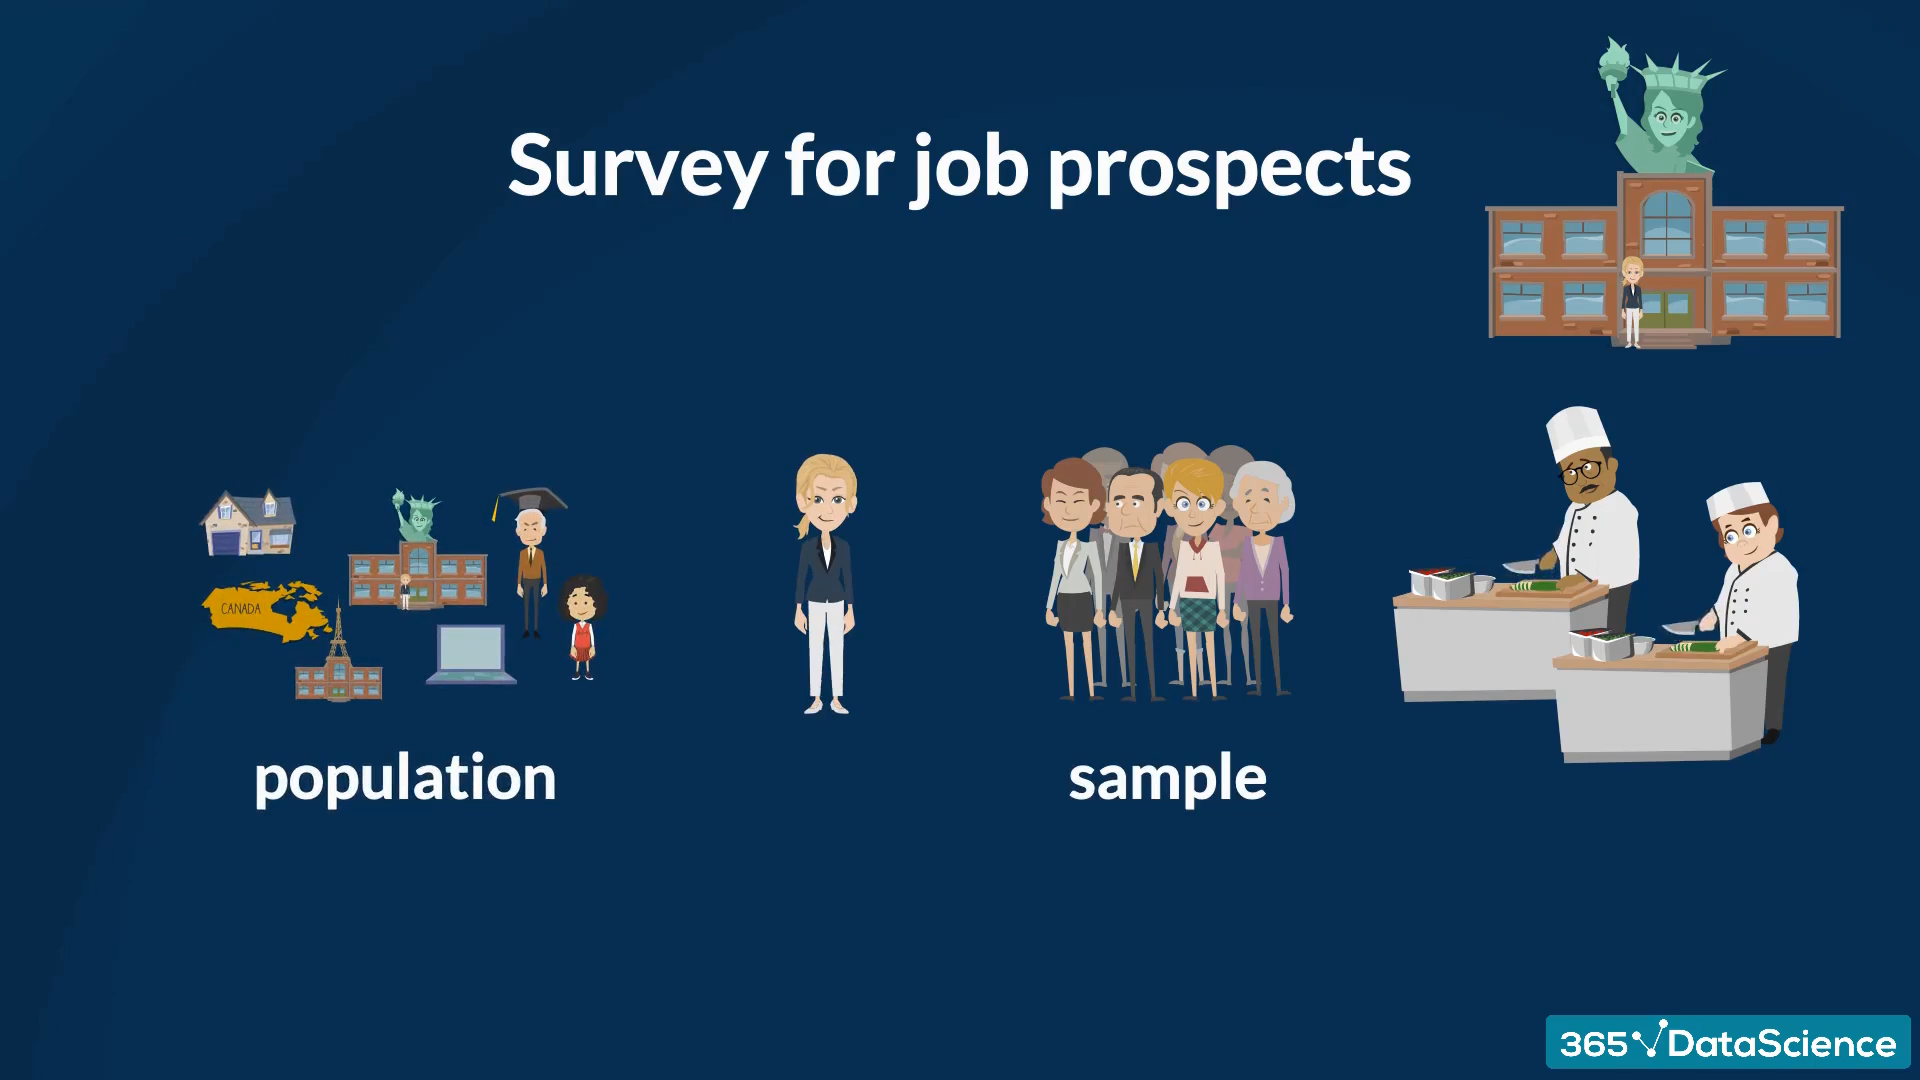 Survey for job prospects
CANADA
population
sample
365 DataScience